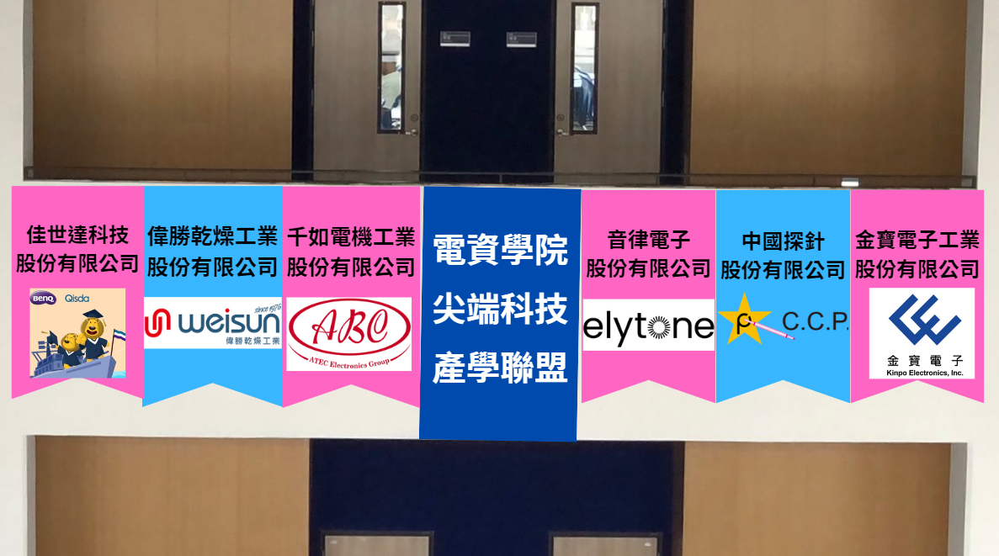 佳世達科技
股份有限公司
BenQ Qisda
偉勝乾燥工業
股份有限公司
since 1976
weisun
偉勝乾燥工業
千如電機工業
股份有限公司
ABC
ATEC Electronics Group
電資學院
尖端科技
產學聯盟
音律電子
股份有限公司
elytone
中國探針
股份有限公司
P
C.C.P.
金寶電子工業
股份有限公司
金寶電子
Kinpo Electronics, Inc.